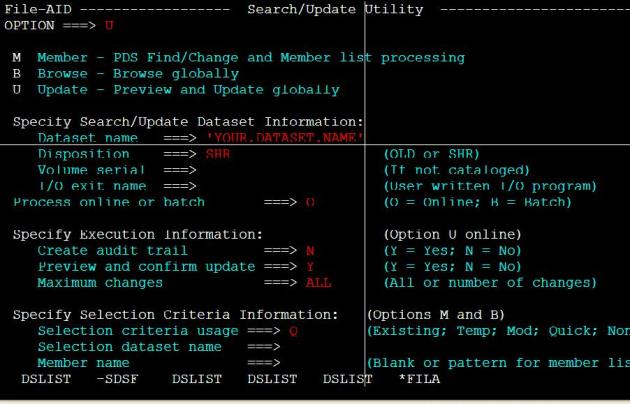 File-AID ------------------  Search/Update Utility  -----------------------
OPTION ===> U
M  Member - PDS Find/Change and Member list processing
B  Browse - Browse globally
U  Update - Preview and Update globally
Specify Search/Update Dataset Information:
Dataset name   ===> 'YOUR.DATASET.NAME'
Disposition    ===> SHR                  (OLD or SHR)
Volume serial  ===>                      (If not cataloged)
I/O exit name  ===>                      (User written I/O program)
Process online or batch       ===> O     (O = Online; B = Batch)
Specify Execution Information:           (Option U online)
Create audit trail         ===> N        (Y = Yes; N = No)
Preview and confirm update ===> Y        (Y = Yes; N = No)
Maximum changes            ===> ALL      (All or number of changes)
Specify Selection Criteria Information:  (Options M and B)
Selection criteria usage ===> Q          (Existing; Temp; Mod; Quick; Non
Selection dataset name   ===>
Member name              ===>            (Blank or pattern for member lis
DSLIST   -SDSF    DSLIST   DSLIST   DSLIST   *FILA